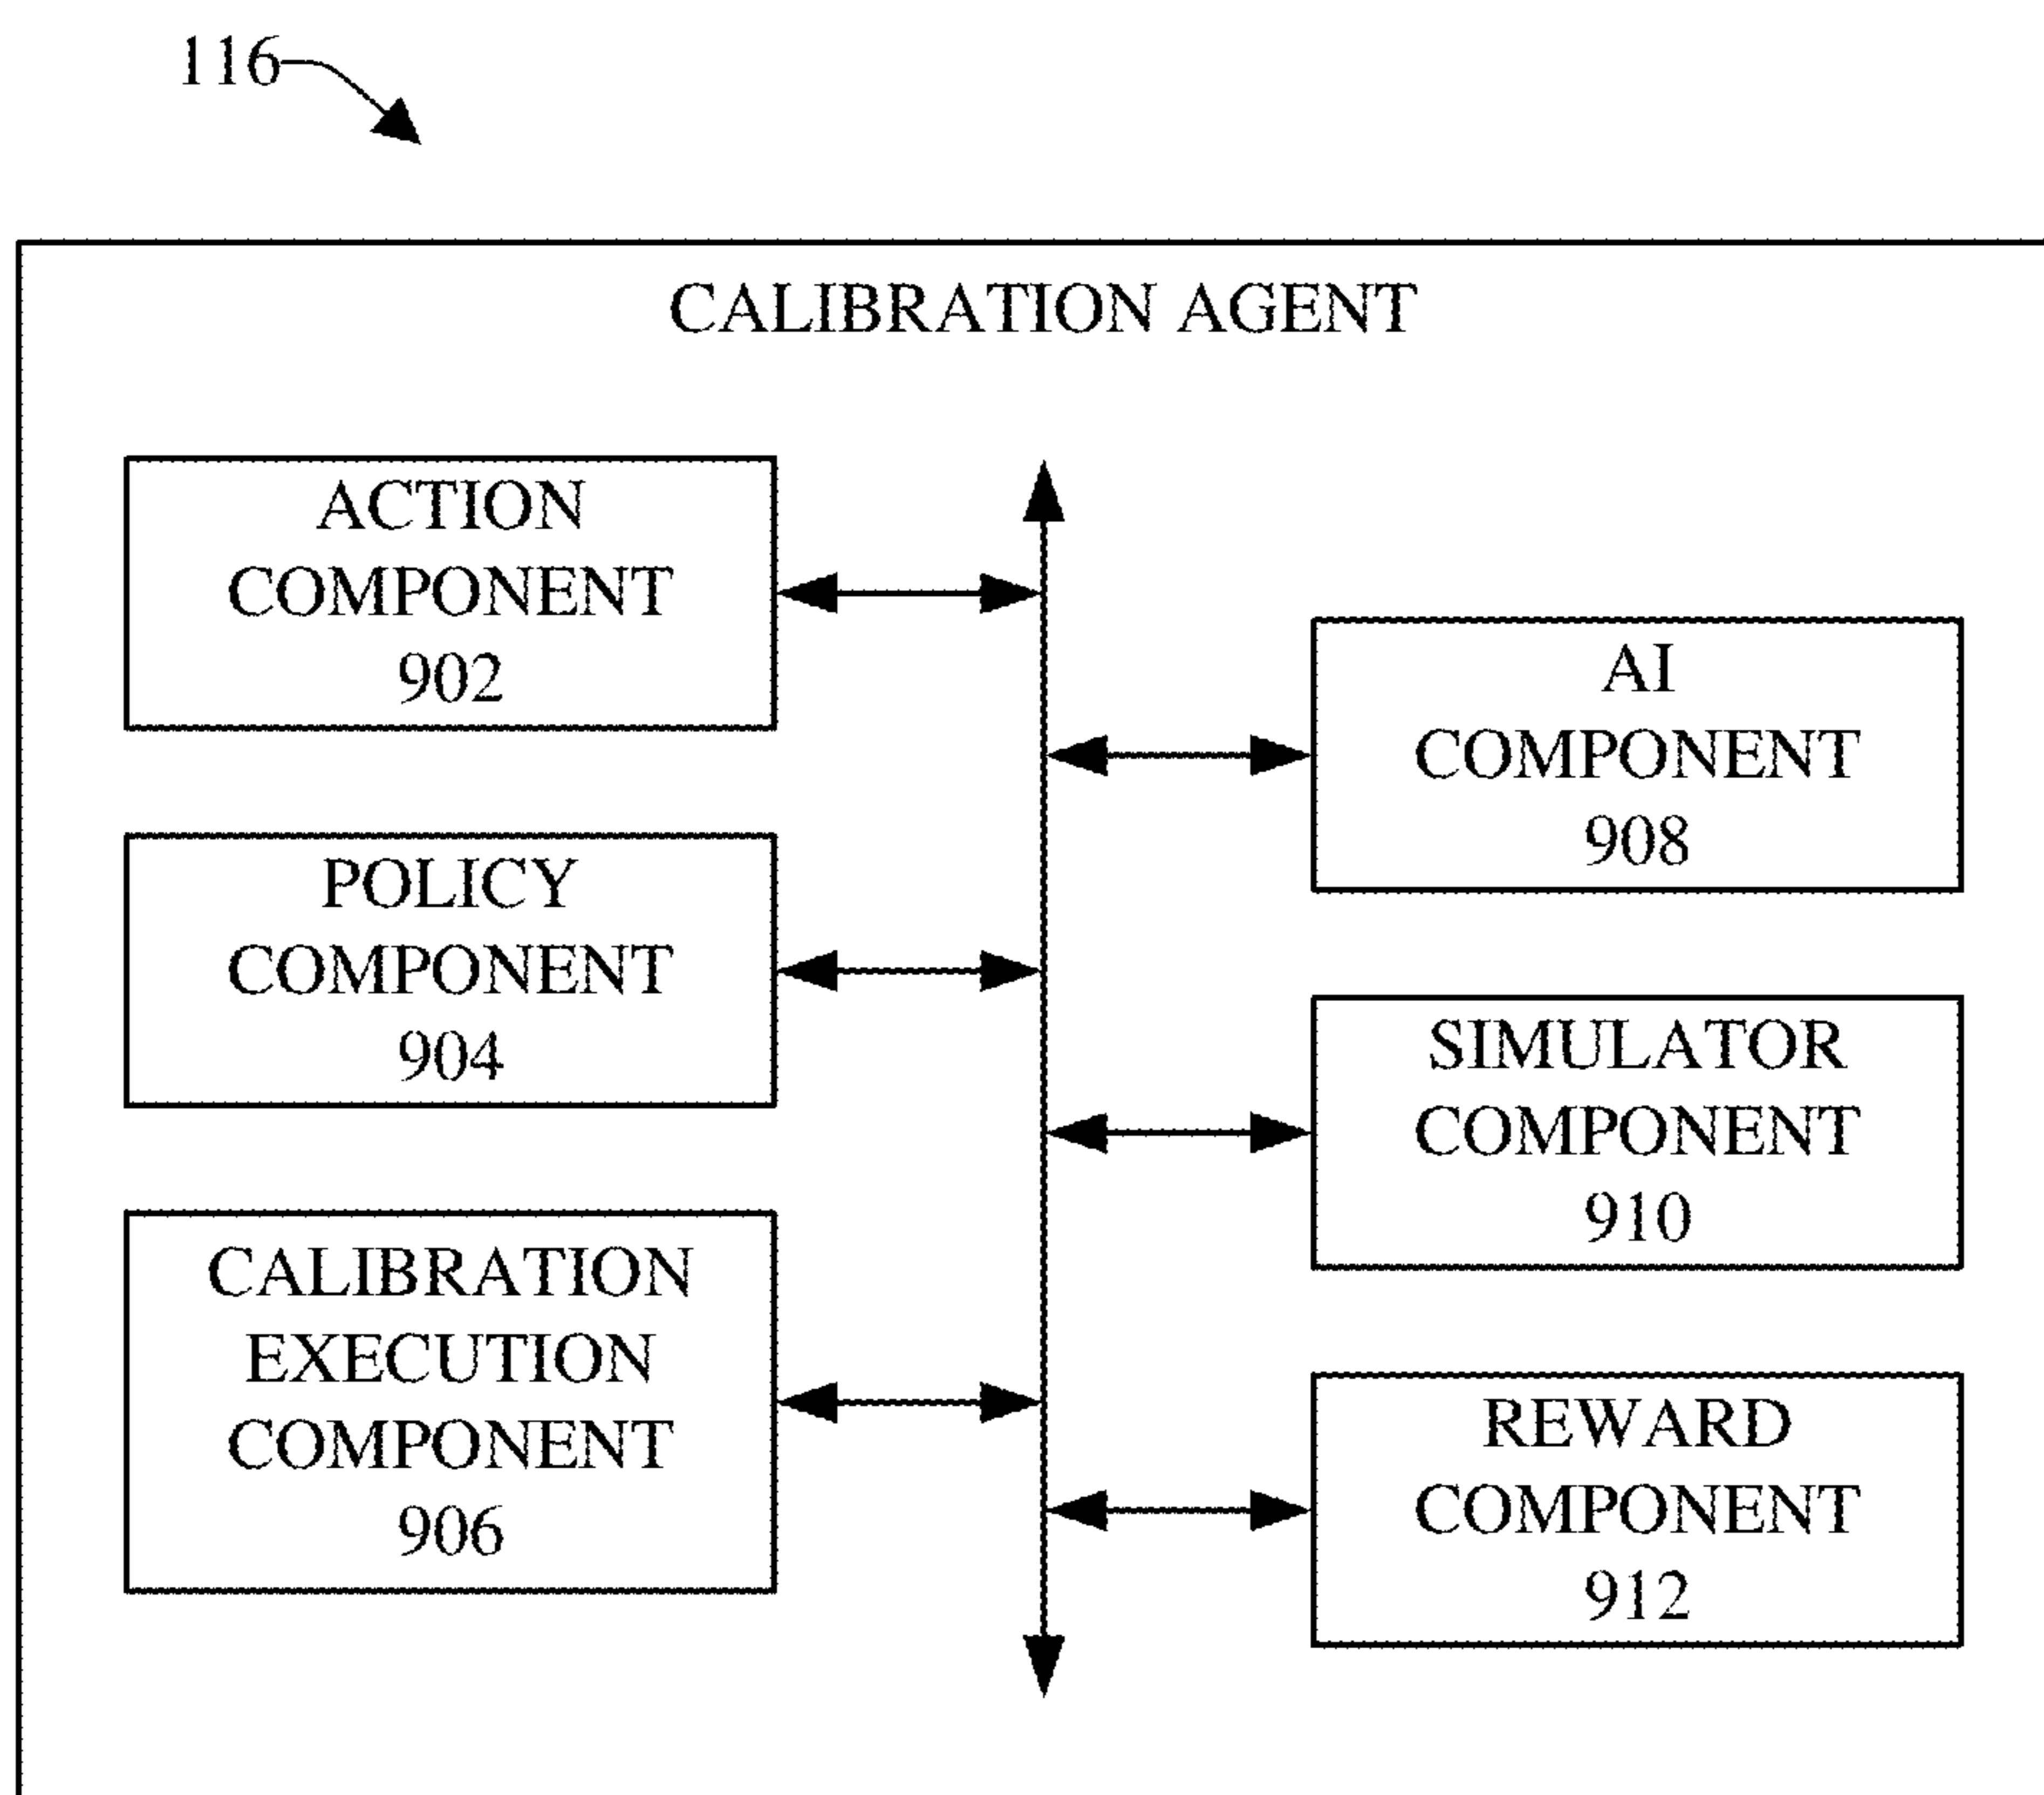 116
CALIBRATION AGENT
ACTION
COMPONENT
902
POLICY
COMPONENT
904
CALIBRATION
EXECUTION
COMPONENT
906
AI
COMPONENT
908
SIMULATOR
COMPONENT
910
REWARD
COMPONENT
912